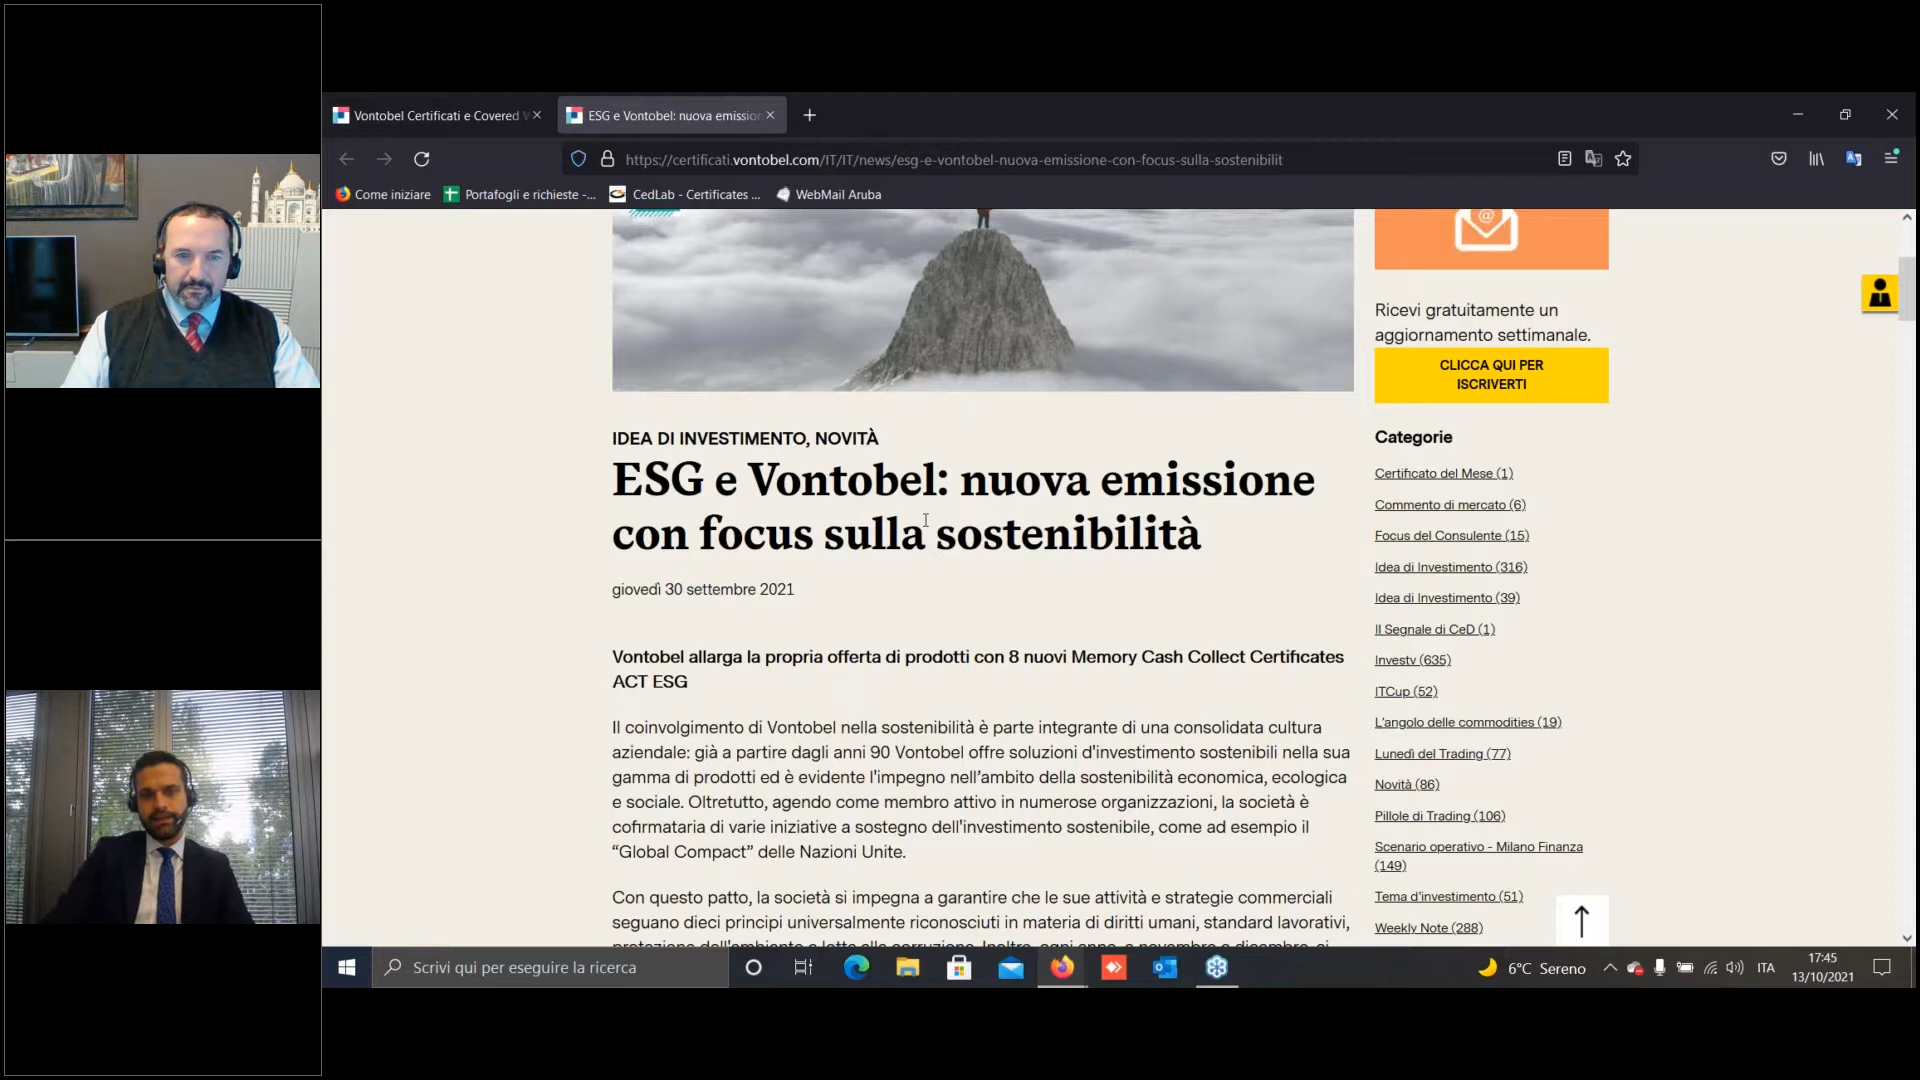 Vontobel Certificati e Covered W
ESG e Vontobel: nuova emission
https://certificati.vontobel.com/IT/IT/news/esg-e-vontobel-nuova-emissione-con-focus-sulla-sostenibilit
Come iniziare
Portafogli e richieste -...
CedLab - Certificates ...
WebMail Aruba
IDEA DI INVESTIMENTO, NOVITÀ
ESG e Vontobel: nuova emissione
con focus sulla sostenibilità
giovedì 30 settembre 2021
Vontobel allarga la propria offerta di prodotti con 8 nuovi Memory Cash Collect Certificates
ACT ESG
Il coinvolgimento di Vontobel nella sostenibilità è parte integrante di una consolidata cultura
aziendale: già a partire dagli anni 90 Vontobel offre soluzioni d'investimento sostenibili nella sua
gamma di prodotti ed è evidente l'impegno nell'ambito della sostenibilità economica, ecologica
e sociale. Oltretutto, agendo come membro attivo in numerose organizzazioni, la società è
cofirmataria di varie iniziative a sostegno dell'investimento sostenibile, come ad esempio il
“Global Compact” delle Nazioni Unite.
Con questo patto, la società si impegna a garantire che le sue attività e strategie commerciali
seguano dieci principi universalmente riconosciuti in materia di diritti umani, standard lavorativi,
protezione dell'ambiente e lotta alla corruzione. Inoltre, ogni anno, a novembre o dicembre, si
Ricevi gratuitamente un
aggiornamento settimanale.
CLICCA QUI PER
ISCRIVERTI
Categorie
Certificato del Mese (1)
Commento di mercato (6)
Focus del Consulente (15)
Idea di Investimento (316)
Idea di Investimento (39)
Il Segnale di CeD (1)
Investv (635)
ITCup (52)
L'angolo delle commodities (19)
Lunedì del Trading (77)
Novità (86)
Pillole di Trading (106)
Scenario operativo - Milano Finanza
(149)
Tema d'investimento (51)
Weekly Note (288)
Scrivi qui per eseguire la ricerca
6°C Sereno
ITA
17:45
13/10/2021